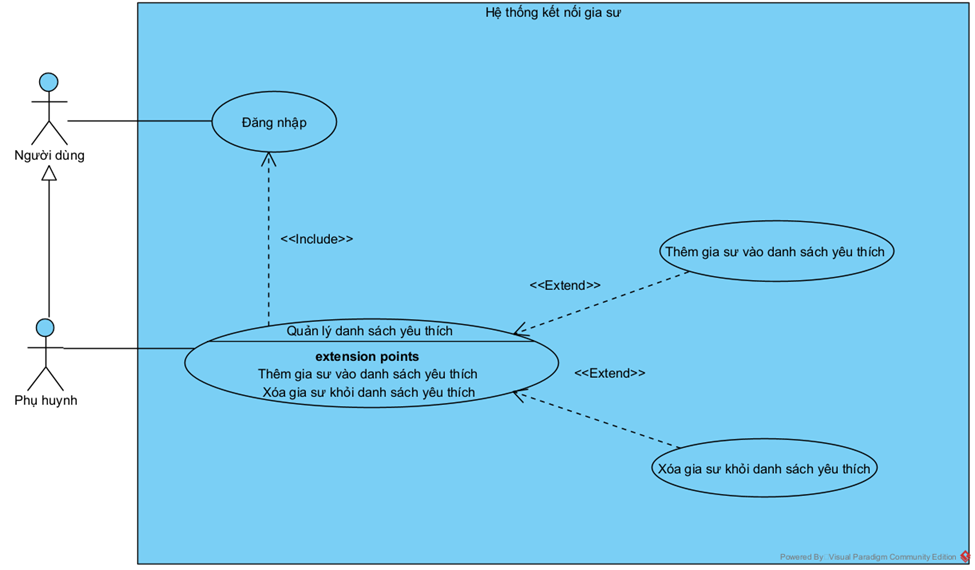 Hệ thống kết nối gia sư
Đăng nhập
Người dùng
<<Include>>
Thêm gia sư vào danh sách yêu thích
<<Extend>>
Quản lý danh sách yêu thích
extension points
Thêm gia sư vào danh sách yêu thích
Xóa gia sư khỏi danh sách yêu thích
<<Extend>>
Phụ huynh
Xóa gia sư khỏi danh sách yêu thích
Powered By: Visual Paradigm Community Edition